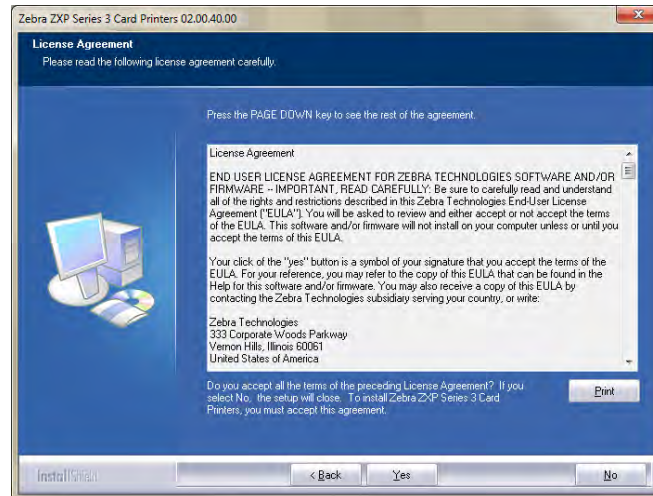 Zebra ZXP Series 3 Card Printers 02.00.40.00
License Agreement
Please read the following license agreement carefully.
Press the PAGE DOWN key to see the rest of the agreement.
License Agreement
END USER LICENSE AGREEMENT FOR ZEBRA TECHNOLOGIES SOFTWARE AND/OR
FIRMWARE -- IMPORTANT, READ CAREFULLY: Be sure to carefully read and understand
all of the rights and restrictions described in this Zebra Technologies End-User License
Agreement ("EULA"). You will be asked to review and either accept or not accept the terms
of the EULA. This software and/or firmware will not install on your computer unless or until you
accept the terms of this EULA.
Your click of the "yes" button is a symbol of your signature that you accept the terms of the
EULA. For your reference, you may refer to the copy of this EULA that can be found in the
Help for this software and/or firmware. You may also receive a copy of this EULA by
contacting the Zebra Technologies subsidiary serving your country, or write:
Zebra Technologies
333 Corporate Woods Parkway
Vernon Hills, Illinois 60061
United States of America
Do you accept all the terms of the preceding License Agreement? If you
select No, the setup will close. To install Zebra ZXP Series 3 Card
Printers, you must accept this agreement.
Print
InstallShield
< Back
Yes
No